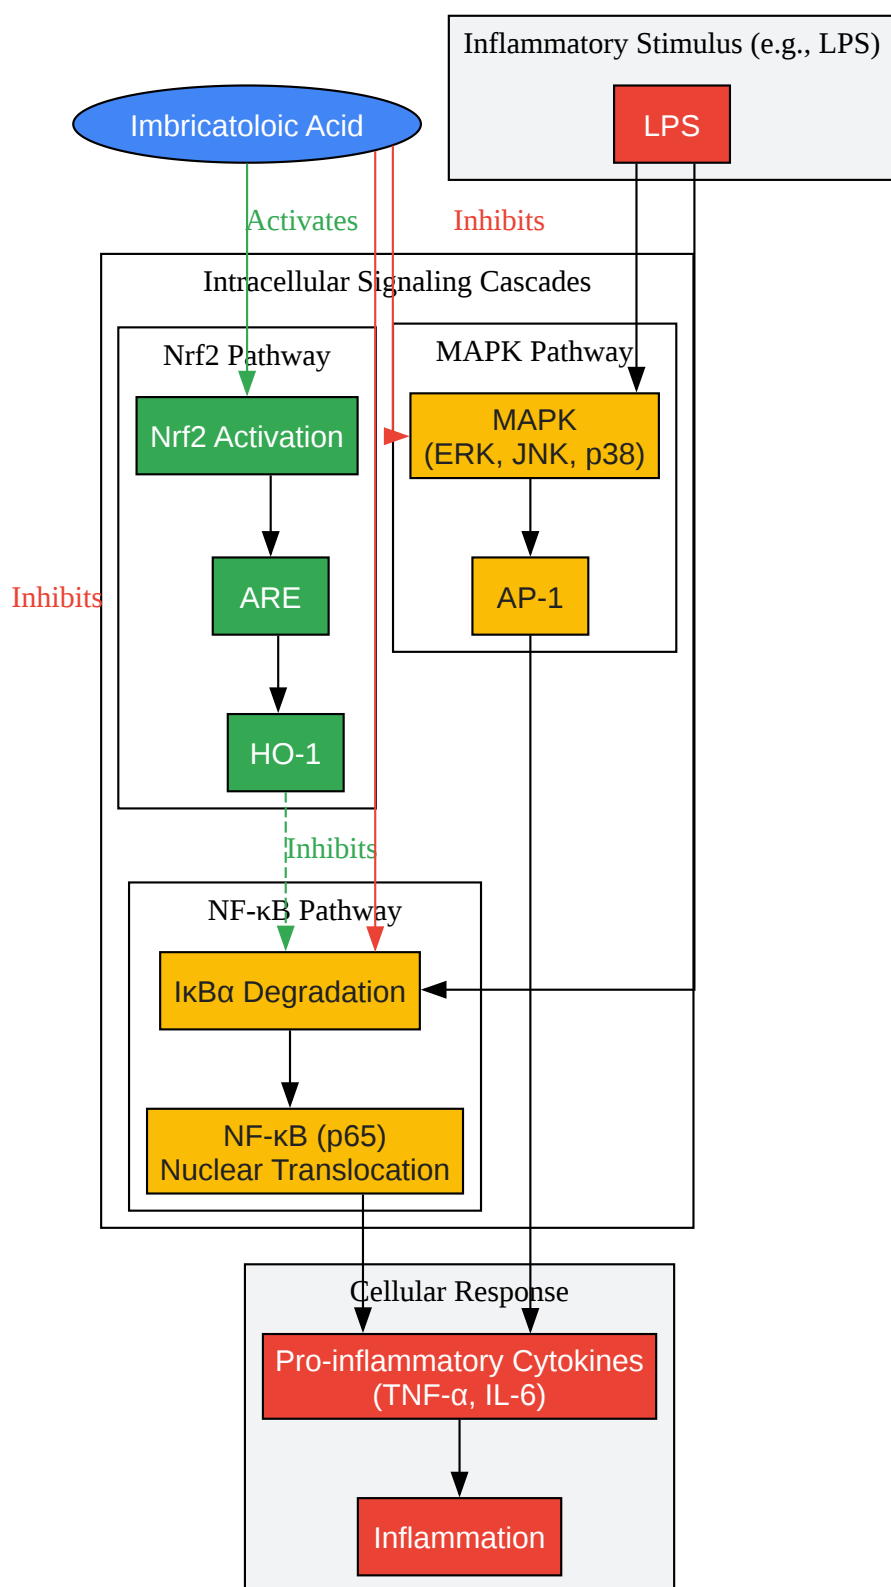 Inflammatory Stimulus (e.g., LPS)
Imbricatoloic Acid
LPS
Activates
Inhibits
Intracellular Signaling Cascades
Nrf2 Pathway
MAPK Pathway
Nrf2 Activation
MAPK
(ERK, JNK, p38)
Inhibits
ARE
AP-1
HO-1
Inhibits
NF-κB Pathway
IκBα Degradation
NF-κB (p65)
Nuclear Translocation
Cellular Response
Pro-inflammatory Cytokines
(TNF-α, IL-6)
Inflammation